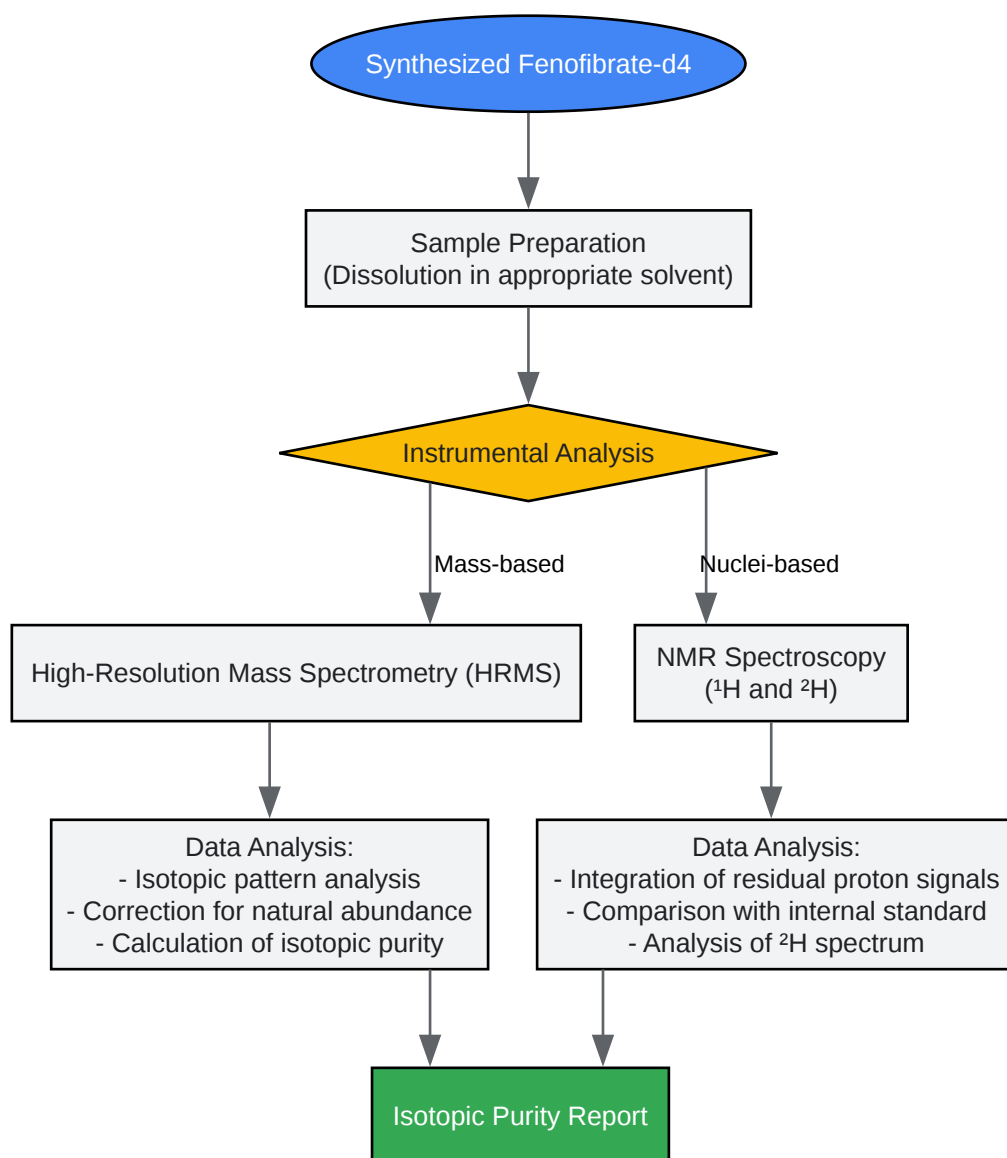 Synthesized Fenofibrate-d4
Sample Preparation
(Dissolution in appropriate solvent)
Instrumental Analysis
Mass-based
Nuclei-based
High-Resolution Mass Spectrometry (HRMS)
NMR Spectroscopy
(¹H and ²H)
Data Analysis:
- Isotopic pattern analysis
- Correction for natural abundance
- Calculation of isotopic purity
Data Analysis:
- Integration of residual proton signals
- Comparison with internal standard
- Analysis of ²H spectrum
Isotopic Purity Report